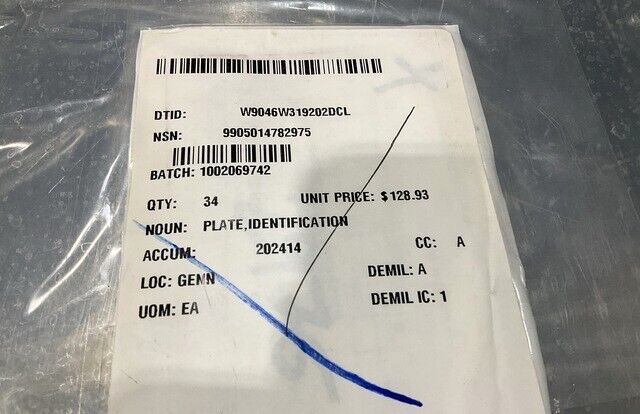 DTID: W9046W319202DCL
NSN: 9905014782975
BATCH: 1002069742
QTY: 34 UNIT PRICE: $128.93
NOUN: PLATE,IDENTIFICATION
ACCUM: 202414 CC: A
LOC: GENN DEMIL: A
UOM: EA DEMIL IC: 1